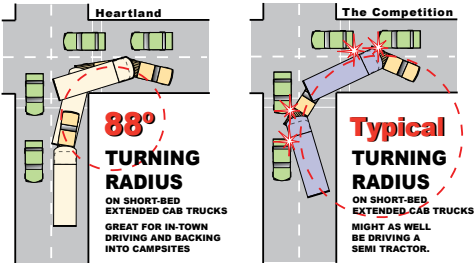 Heartland
88º
TURNING
RADIUS
ON SHORT-BED
EXTENDED CAB TRUCKS
GREAT FOR IN-TOWN
DRIVING AND BACKING
INTO CAMPSITES
The Competition
Typical
TURNING
RADIUS
ON SHORT-BED
EXTENDED CAB TRUCKS
MIGHT AS WELL
BE DRIVING A
SEMI TRACTOR.